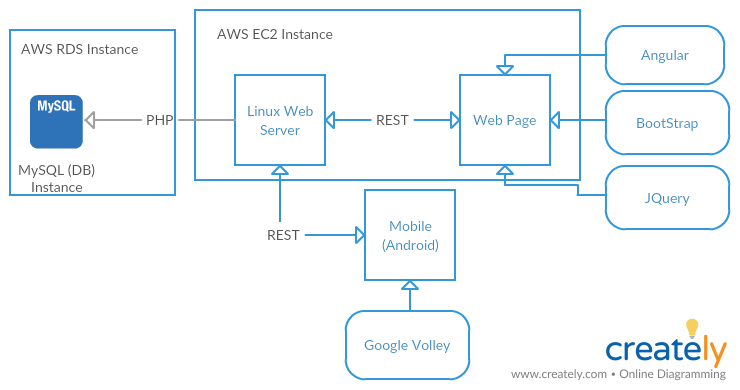 AWS RDS Instance
MySQL
PHP
MySQL (DB)
Instance
AWS EC2 Instance
Linux Web
Server
REST
Web Page
Angular
BootStrap
JQuery
REST
Mobile
(Android)
Google Volley
creately
www.creately.com • Online Diagramming